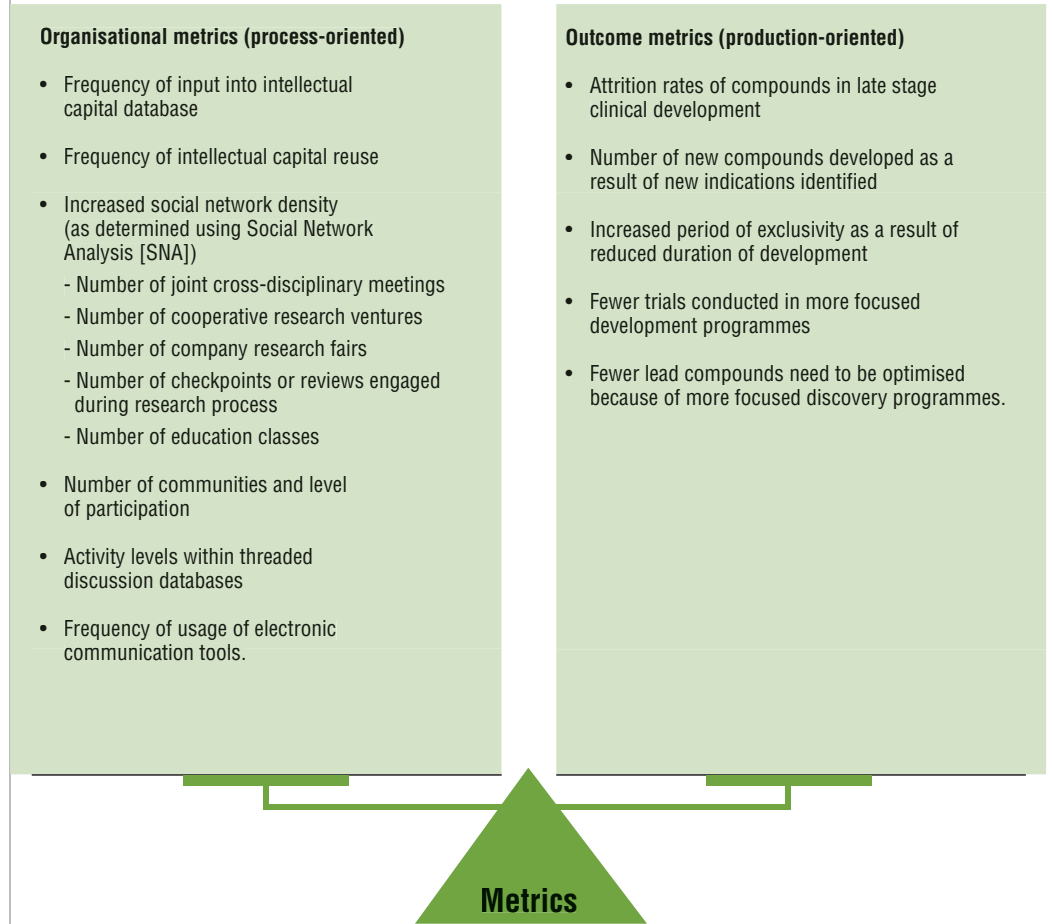 Organisational metrics (process-oriented)
• Frequency of input into intellectual
capital database
• Frequency of intellectual capital reuse
• Increased social network density
(as determined using Social Network
Analysis [SNA])
- Number of joint cross-disciplinary meetings
- Number of cooperative research ventures
- Number of company research fairs
- Number of checkpoints or reviews engaged
during research process
- Number of education classes
• Number of communities and level
of participation
• Activity levels within threaded
discussion databases
• Frequency of usage of electronic
communication tools.
Outcome metrics (production-oriented)
• Attrition rates of compounds in late stage
clinical development
• Number of new compounds developed as a
result of new indications identified
• Increased period of exclusivity as a result of
reduced duration of development
• Fewer trials conducted in more focused
development programmes
• Fewer lead compounds need to be optimised
because of more focused discovery programmes.
Metrics